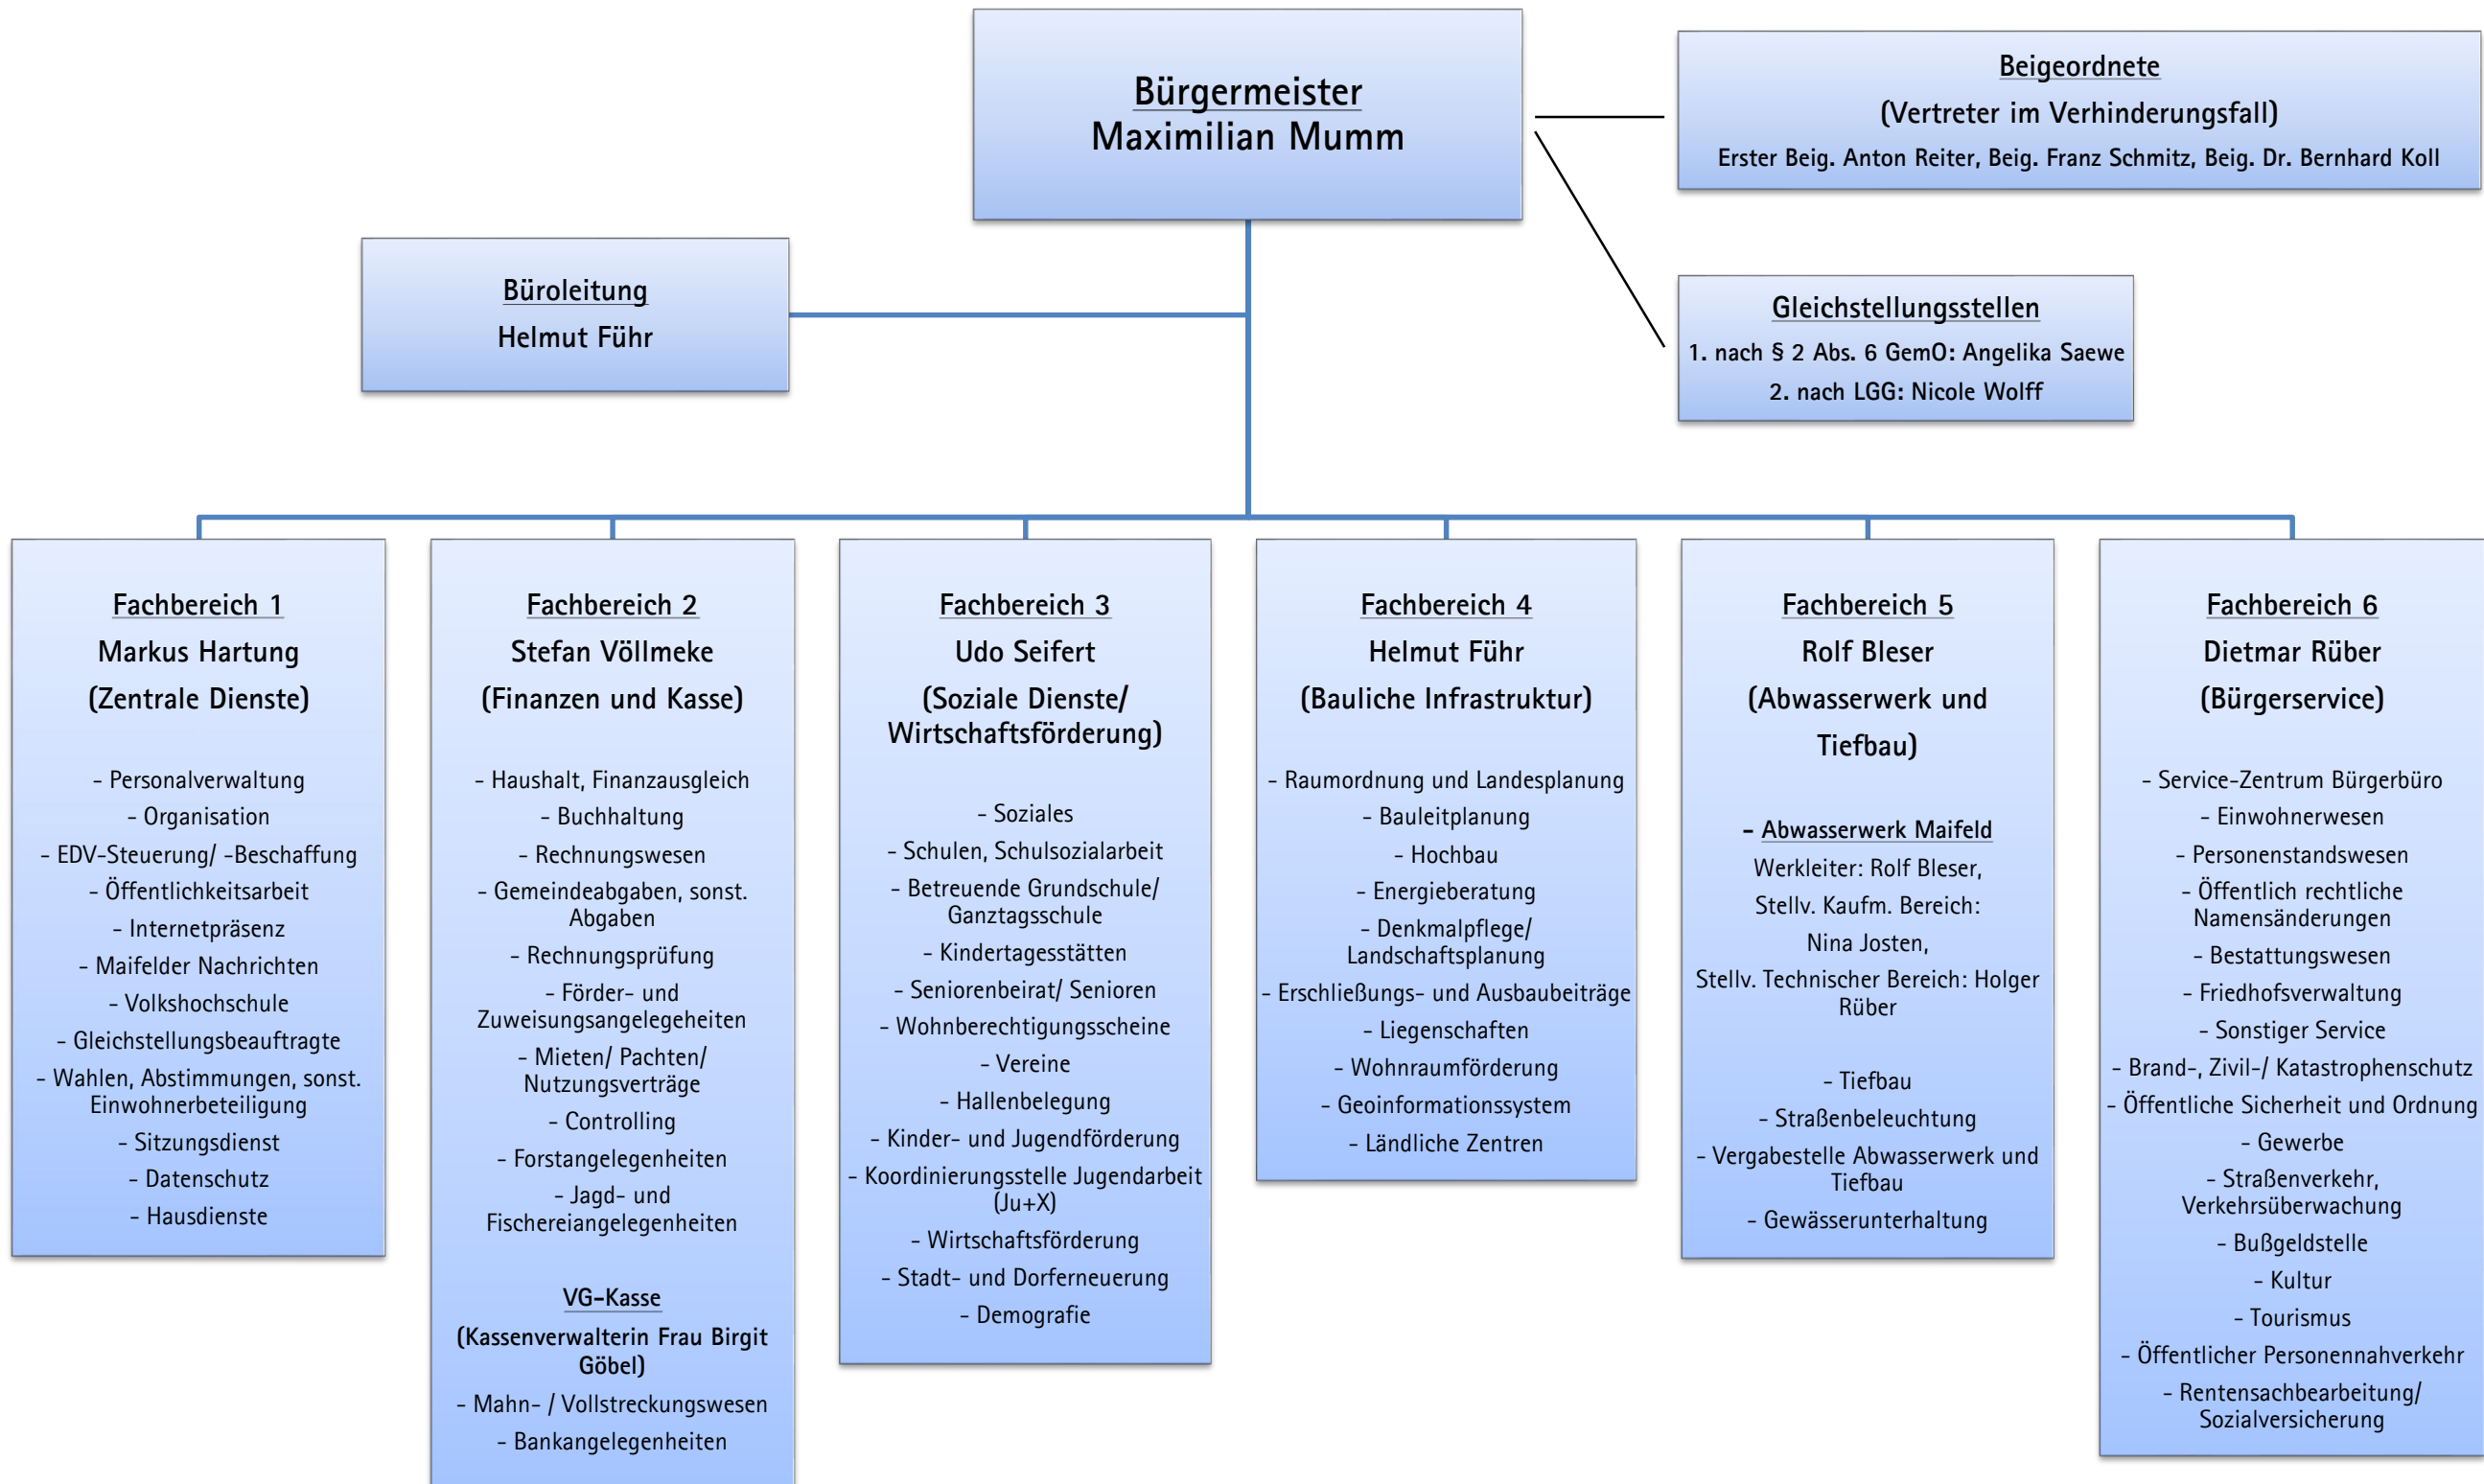 Bürgermeister
Maximilian Mumm
Beigeordnete
(Vertreter im Verhinderungsfall)
Erster Beig. Anton Reiter, Beig. Franz Schmitz, Beig. Dr. Bernhard Koll
Büroleitung
Helmut Führ
Gleichstellungsstellen
1. nach § 2 Abs. 6 GemO: Angelika Saewe
2. nach LGG: Nicole Wolff
Fachbereich 1
Markus Hartung
(Zentrale Dienste)
- Personalverwaltung
- Organisation
- EDV-Steuerung/ -Beschaffung
- Öffentlichkeitsarbeit
- Internetpräsenz
- Maifelder Nachrichten
- Volkshochschule
- Gleichstellungsbeauftragte
- Wahlen, Abstimmungen, sonst.
Einwohnerbeteiligung
- Sitzungsdienst
- Datenschutz
- Hausdienste
Fachbereich 2
Stefan Völlmeke
(Finanzen und Kasse)
- Haushalt, Finanzausgleich
- Buchhaltung
- Rechnungswesen
- Gemeindeabgaben, sonst.
Abgaben
- Rechnungsprüfung
- Förder- und
Zuweisungsangelegeheiten
- Mieten/ Pachten/
Nutzungsverträge
- Controlling
- Forstangelegenheiten
- Jagd- und
Fischereiangelegenheiten
VG-Kasse
(Kassenverwalterin Frau Birgit
Göbel)
- Mahn- / Vollstreckungswesen
- Bankangelegenheiten
Fachbereich 3
Udo Seifert
(Soziale Dienste/
Wirtschaftsförderung)
- Soziales
- Schulen, Schulsozialarbeit
- Betreuende Grundschule/
Ganztagsschule
- Kindertagesstätten
- Seniorenbeirat/ Senioren
- Wohnberechtigungsscheine
- Vereine
- Hallenbelegung
- Kinder- und Jugendförderung
- Koordinierungsstelle Jugendarbeit
(Ju+X)
- Wirtschaftsförderung
- Stadt- und Dorferneuerung
- Demografie
Fachbereich 4
Helmut Führ
(Bauliche Infrastruktur)
- Raumordnung und Landesplanung
- Bauleitplanung
- Hochbau
- Energieberatung
- Denkmalpflege/
Landschaftsplanung
- Erschließungs- und Ausbaubeiträge
- Liegenschaften
- Wohnraumförderung
- Geoinformationssystem
- Ländliche Zentren
Fachbereich 5
Rolf Bleser
(Abwasserwerk und
Tiefbau)
- Abwasserwerk Maifeld
Werkleiter: Rolf Bleser,
Stellv. Kaufm. Bereich:
Nina Josten,
Stellv. Technischer Bereich: Holger
Rüber
- Tiefbau
- Straßenbeleuchtung
- Vergabestelle Abwasserwerk und
Tiefbau
- Gewässerunterhaltung
Fachbereich 6
Dietmar Rüber
(Bürgerservice)
- Service-Zentrum Bürgerbüro
- Einwohnerwesen
- Personenstandswesen
- Öffentlich rechtliche
Namensänderungen
- Bestattungswesen
- Friedhofsverwaltung
- Sonstiger Service
- Brand-, Zivil-/ Katastrophenschutz
- Öffentliche Sicherheit und Ordnung
- Gewerbe
- Straßenverkehr,
Verkehrsüberwachung
- Bußgeldstelle
- Kultur
- Tourismus
- Öffentlicher Personennahverkehr
- Rentensachbearbeitung/
Sozialversicherung